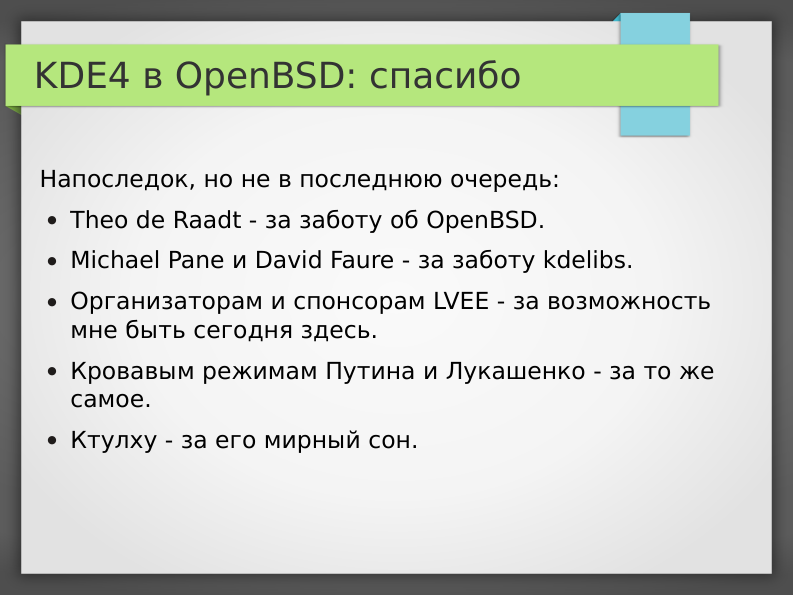 KDE4 в OpenBSD: спасибо
Напоследок, но не в последнюю очередь:
• Theo de Raadt - за заботу об OpenBSD.
• Michael Pane и David Faure - за заботу kdelibs.
• Организаторам и спонсорам LVEE - за возможность
мне быть сегодня здесь.
• Кровавым режимам Путина и Лукашенко - за то же
самое.
• Ктулху - за его мирный сон.